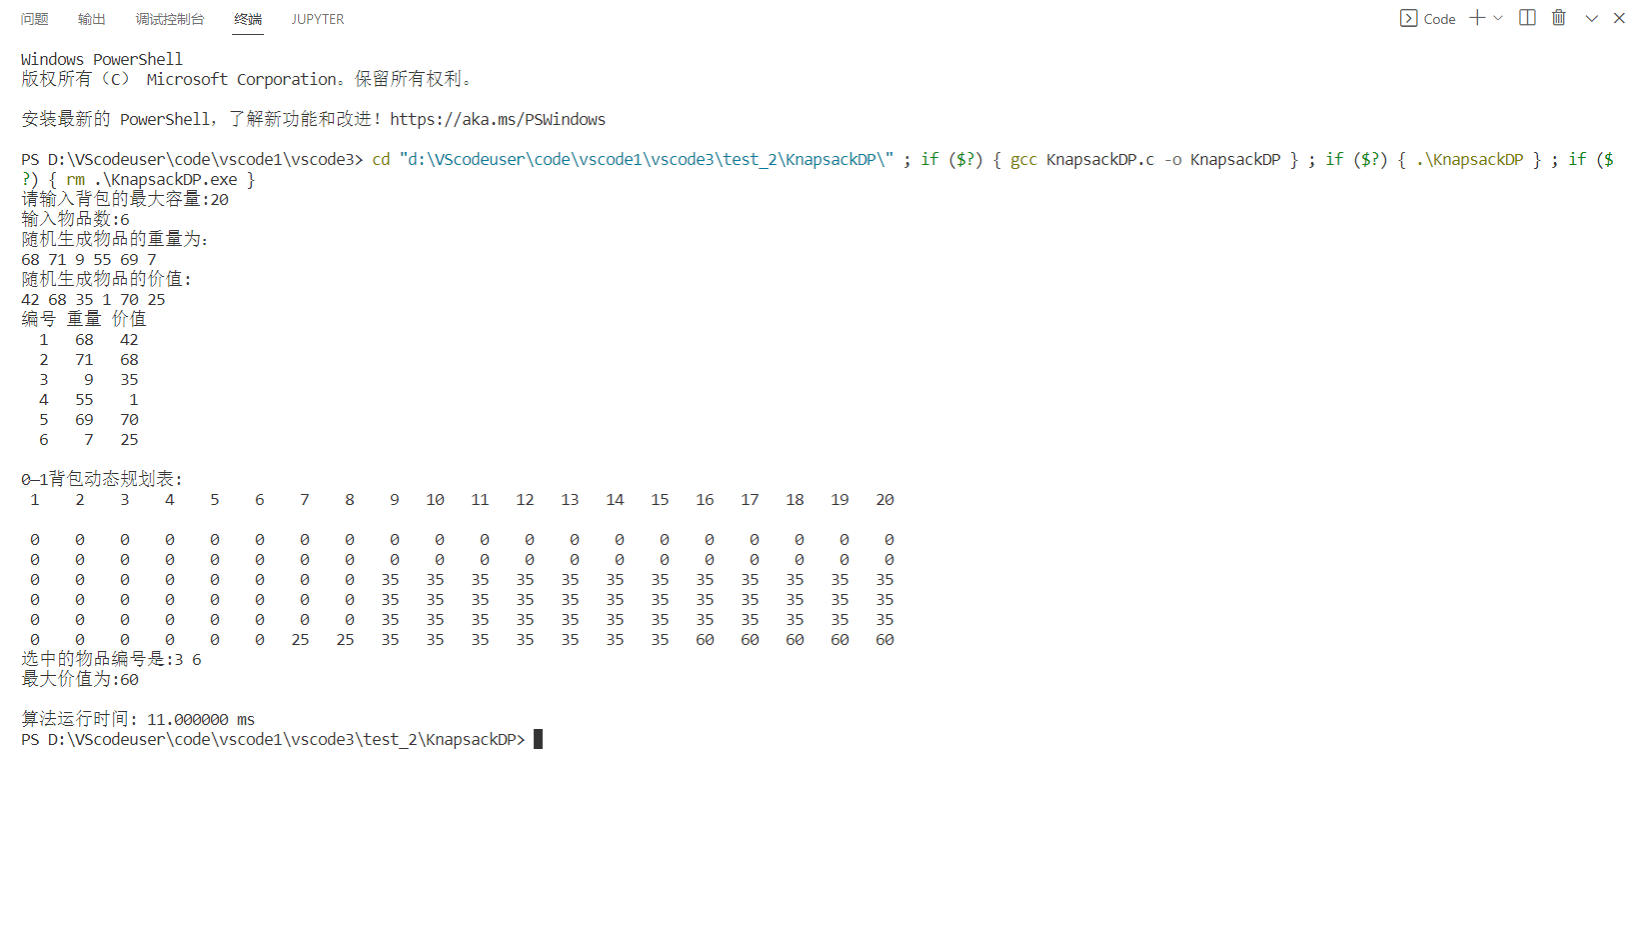 问题 输出 调试控制台 终端 JUPYTER Code
Windows PowerShell
版权所有（C） Microsoft Corporation。保留所有权利。
安装最新的 PowerShell，了解新功能和改进！https://aka.ms/PSWindows
PS D:\VScodeuser\code\vscode1\vscode3> cd "d:\VScodeuser\code\vscode1\vscode3\test_2\KnapsackDP\" ; if ($?) { gcc KnapsackDP.c -o KnapsackDP } ; if ($?) { .\KnapsackDP } ; if ($
?) { rm .\KnapsackDP.exe }
请输入背包的最大容量:20
输入物品数:6
随机生成物品的重量为:
68 71 9 55 69 7
随机生成物品的价值:
42 68 35 1 70 25
编号 重量 价值
1 68 42
2 71 68
3 9 35
4 55 1
5 69 70
6 7 25
0—1背包动态规划表:
1 2 3 4 5 6 7 8 9 10 11 12 13 14 15 16 17 18 19 20
0 0 0 0 0 0 0 0 0 0 0 0 0 0 0 0 0 0 0 0
0 0 0 0 0 0 0 0 0 0 0 0 0 0 0 0 0 0 0 0
0 0 0 0 0 0 0 0 35 35 35 35 35 35 35 35 35 35 35 35
0 0 0 0 0 0 0 0 35 35 35 35 35 35 35 35 35 35 35 35
0 0 0 0 0 0 0 0 35 35 35 35 35 35 35 35 35 35 35 35
0 0 0 0 0 0 25 25 35 35 35 35 35 35 35 60 60 60 60 60
选中的物品编号是:3 6
最大价值为:60
算法运行时间: 11.000000 ms
PS D:\VScodeuser\code\vscode1\vscode3\test_2\KnapsackDP>